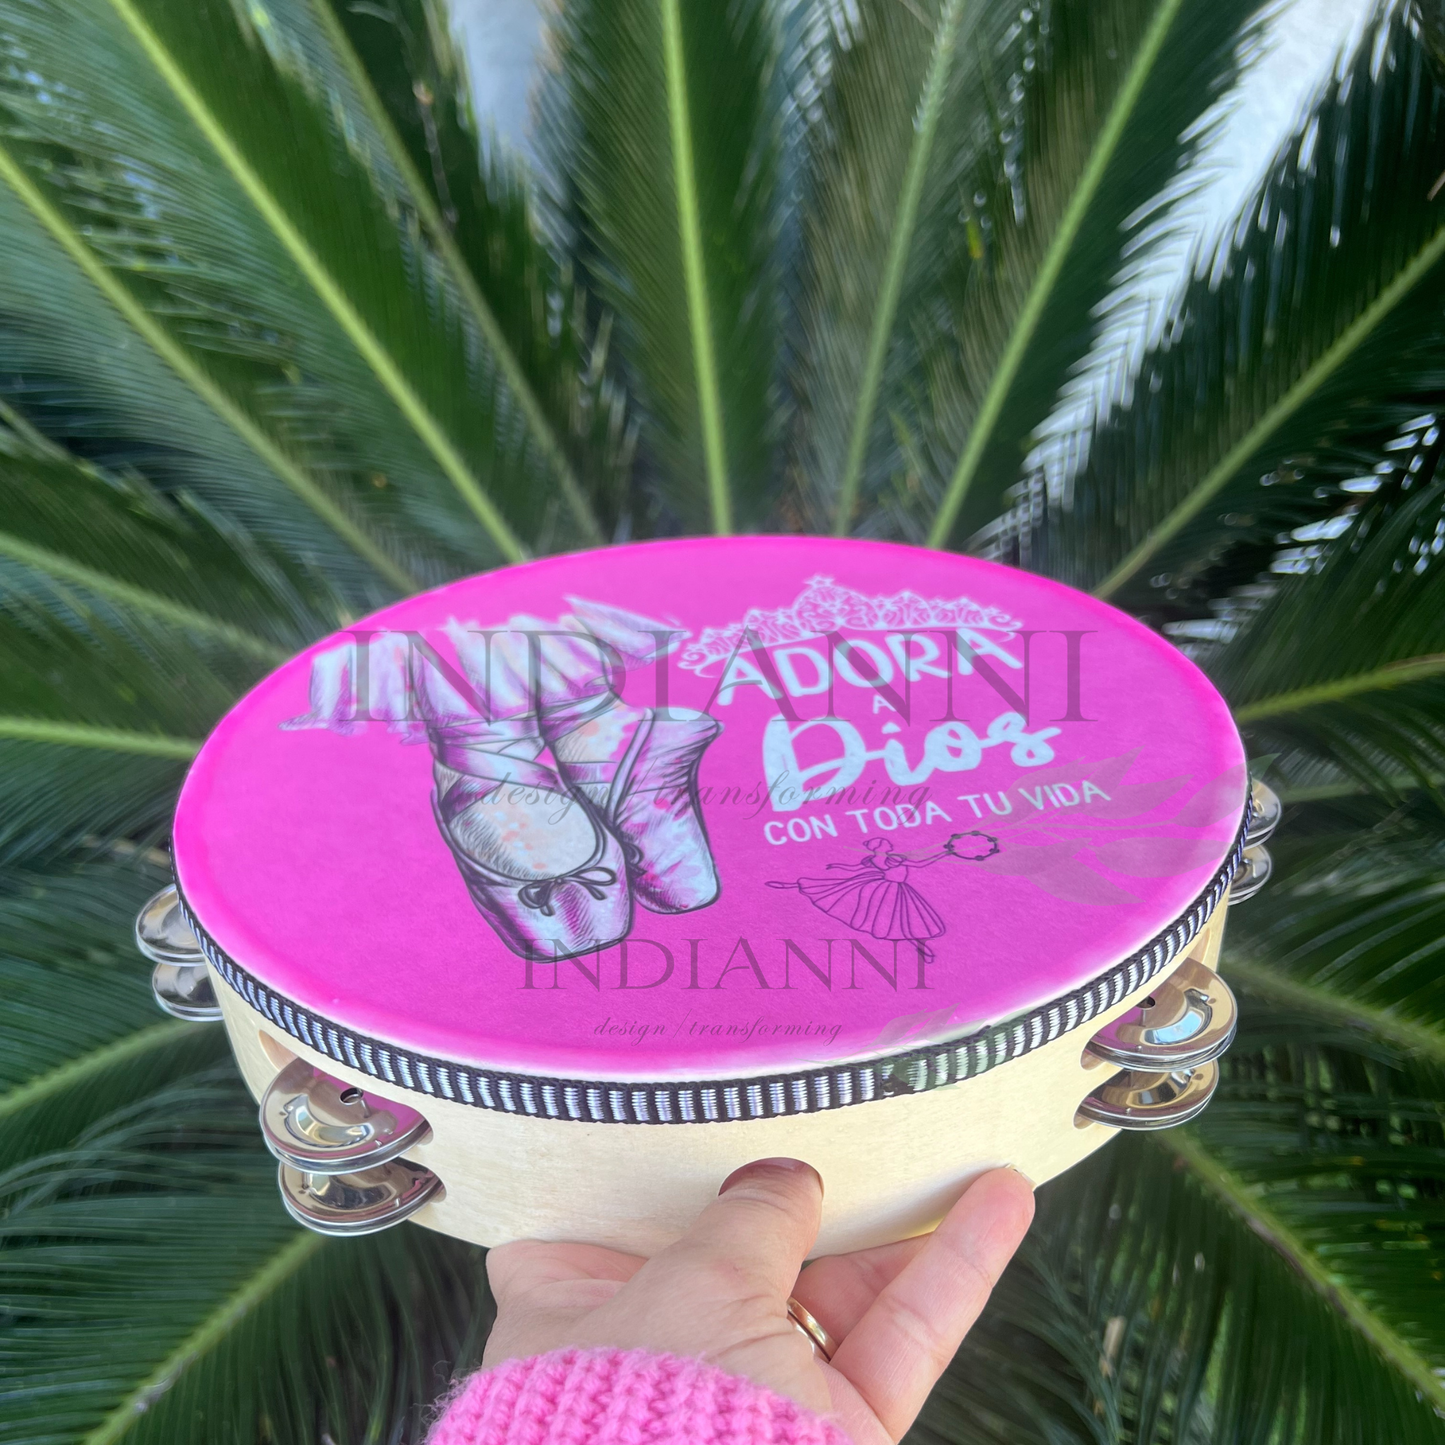 INDIANNI
ADORA
A
Dios
design/transforming
CON TODA TU VIDA
INDIANNI
design/transforming